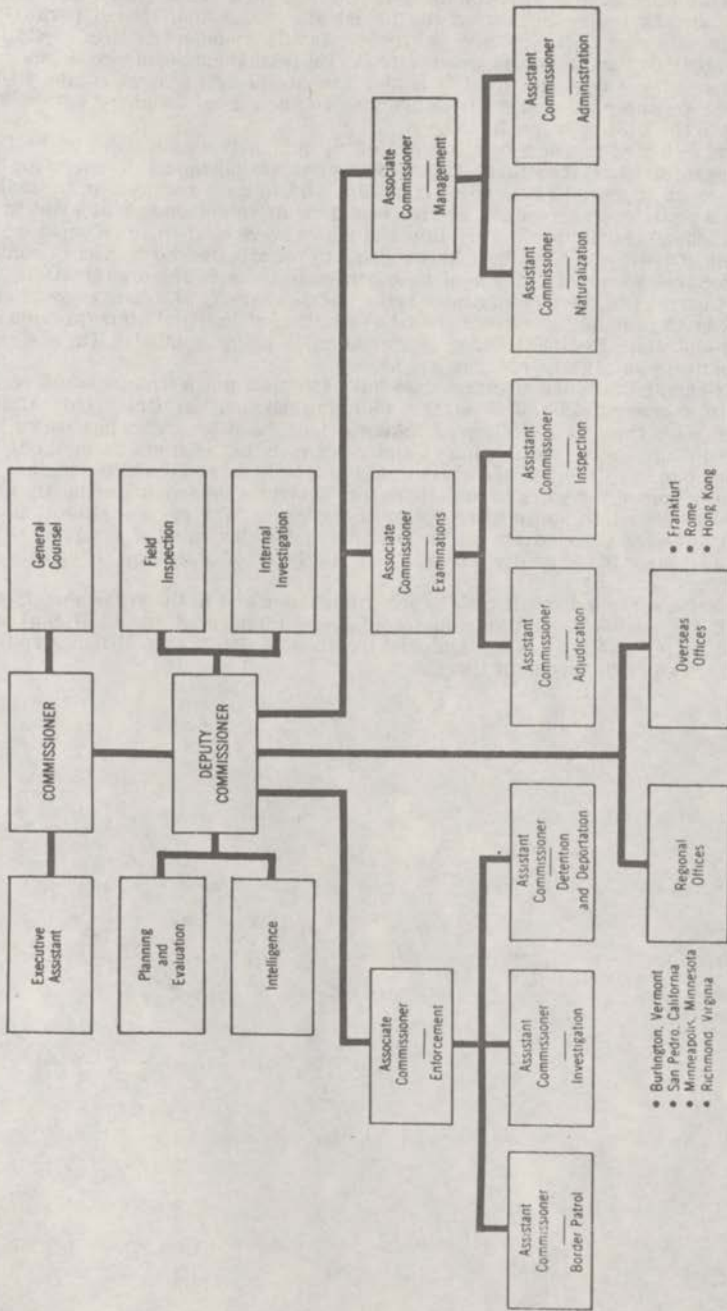 Executive
Assistant
COMMISSIONER
General
Counsel
Planning
and
Evaluation
Intelligence
DEPUTY
COMMISSIONER
Field
Inspection
Internal
Investigation
Associate
Commissioner
Enforcement
Associate
Commissioner
Examinations
Associate
Commissioner
Management
Assistant
Commissioner
Border Patrol
Assistant
Commissioner
Investigation
Assistant
Commissioner
Detention
and Deportation
Assistant
Commissioner
Adjudication
Assistant
Commissioner
Inspection
Assistant
Commissioner
Naturalization
Assistant
Commissioner
Administration
• Burlington, Vermont
• San Pedro, California
• Minneapolis, Minnesota
• Richmond, Virginia
Regional
Offices
Overseas
Offices
• Frankfurt
• Rome
• Hong Kong